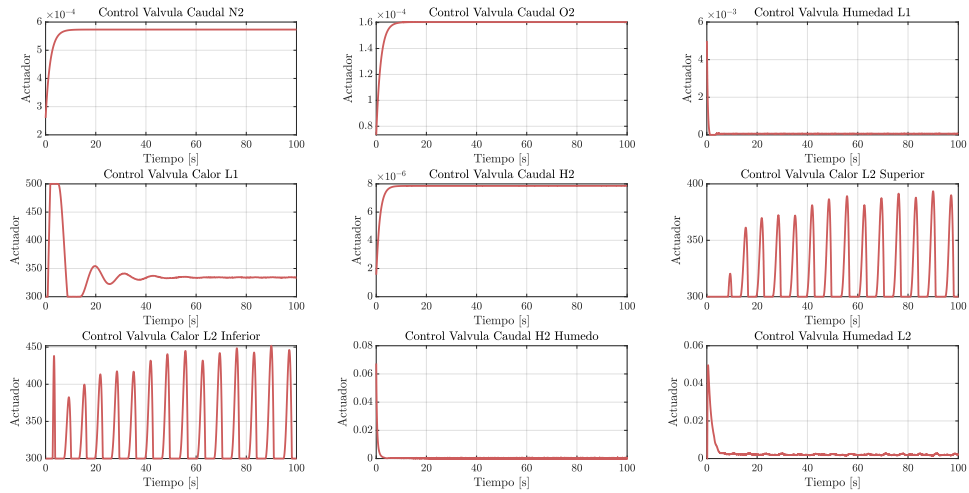 Control Valvula Caudal N2
×10⁻⁴
6
5
4
3
2
Actuador
0 20 40 60 80 100
Tiempo [s]
Control Valvula Caudal O2
×10⁻⁴
1.6
1.4
1.2
1
0.8
Actuador
0 20 40 60 80 100
Tiempo [s]
Control Valvula Humedad L1
×10⁻³
6
4
2
0
Actuador
0 20 40 60 80 100
Tiempo [s]
Control Valvula Calor L1
500
450
400
350
300
Actuador
0 20 40 60 80 100
Tiempo [s]
Control Valvula Caudal H2
×10⁻⁶
8
6
4
2
0
Actuador
0 20 40 60 80 100
Tiempo [s]
Control Valvula Calor L2 Superior
400
350
300
Actuador
0 20 40 60 80 100
Tiempo [s]
Control Valvula Calor L2 Inferior
450
400
350
300
Actuador
0 20 40 60 80 100
Tiempo [s]
Control Valvula Caudal H2 Humedo
0.08
0.06
0.04
0.02
0
Actuador
0 20 40 60 80 100
Tiempo [s]
Control Valvula Humedad L2
0.06
0.04
0.02
0
Actuador
0 20 40 60 80 100
Tiempo [s]